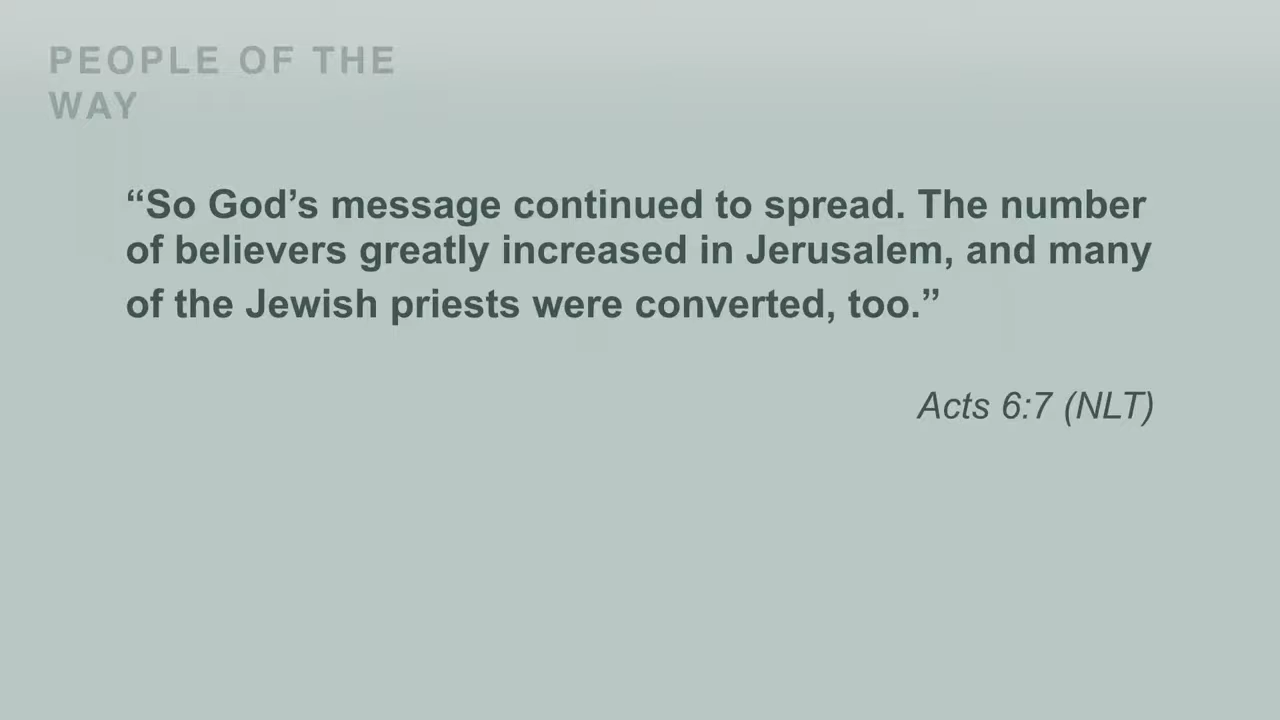 PEOPLE OF THE
WAY
“So God’s message continued to spread. The number
of believers greatly increased in Jerusalem, and many
of the Jewish priests were converted, too.”
Acts 6:7 (NLT)